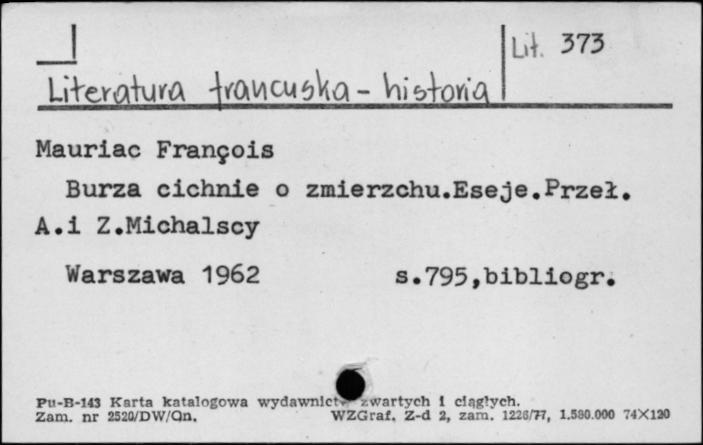 Lit. 373
Literatura francuska - historia
Mauriac François
Burza cichnie o zmierzchu.Eseje.Przeł.
A.i Z.Michalscy
Warszawa 1962 s.795,bibliogr.
Pu-B-143 Karta katalogowa wydawnictw zwartych i ciągłych.
Zam. nr 2520/DW/Qn. WZGraf. Z-d 2, zam. 1226/77, 1.580.000 74X120